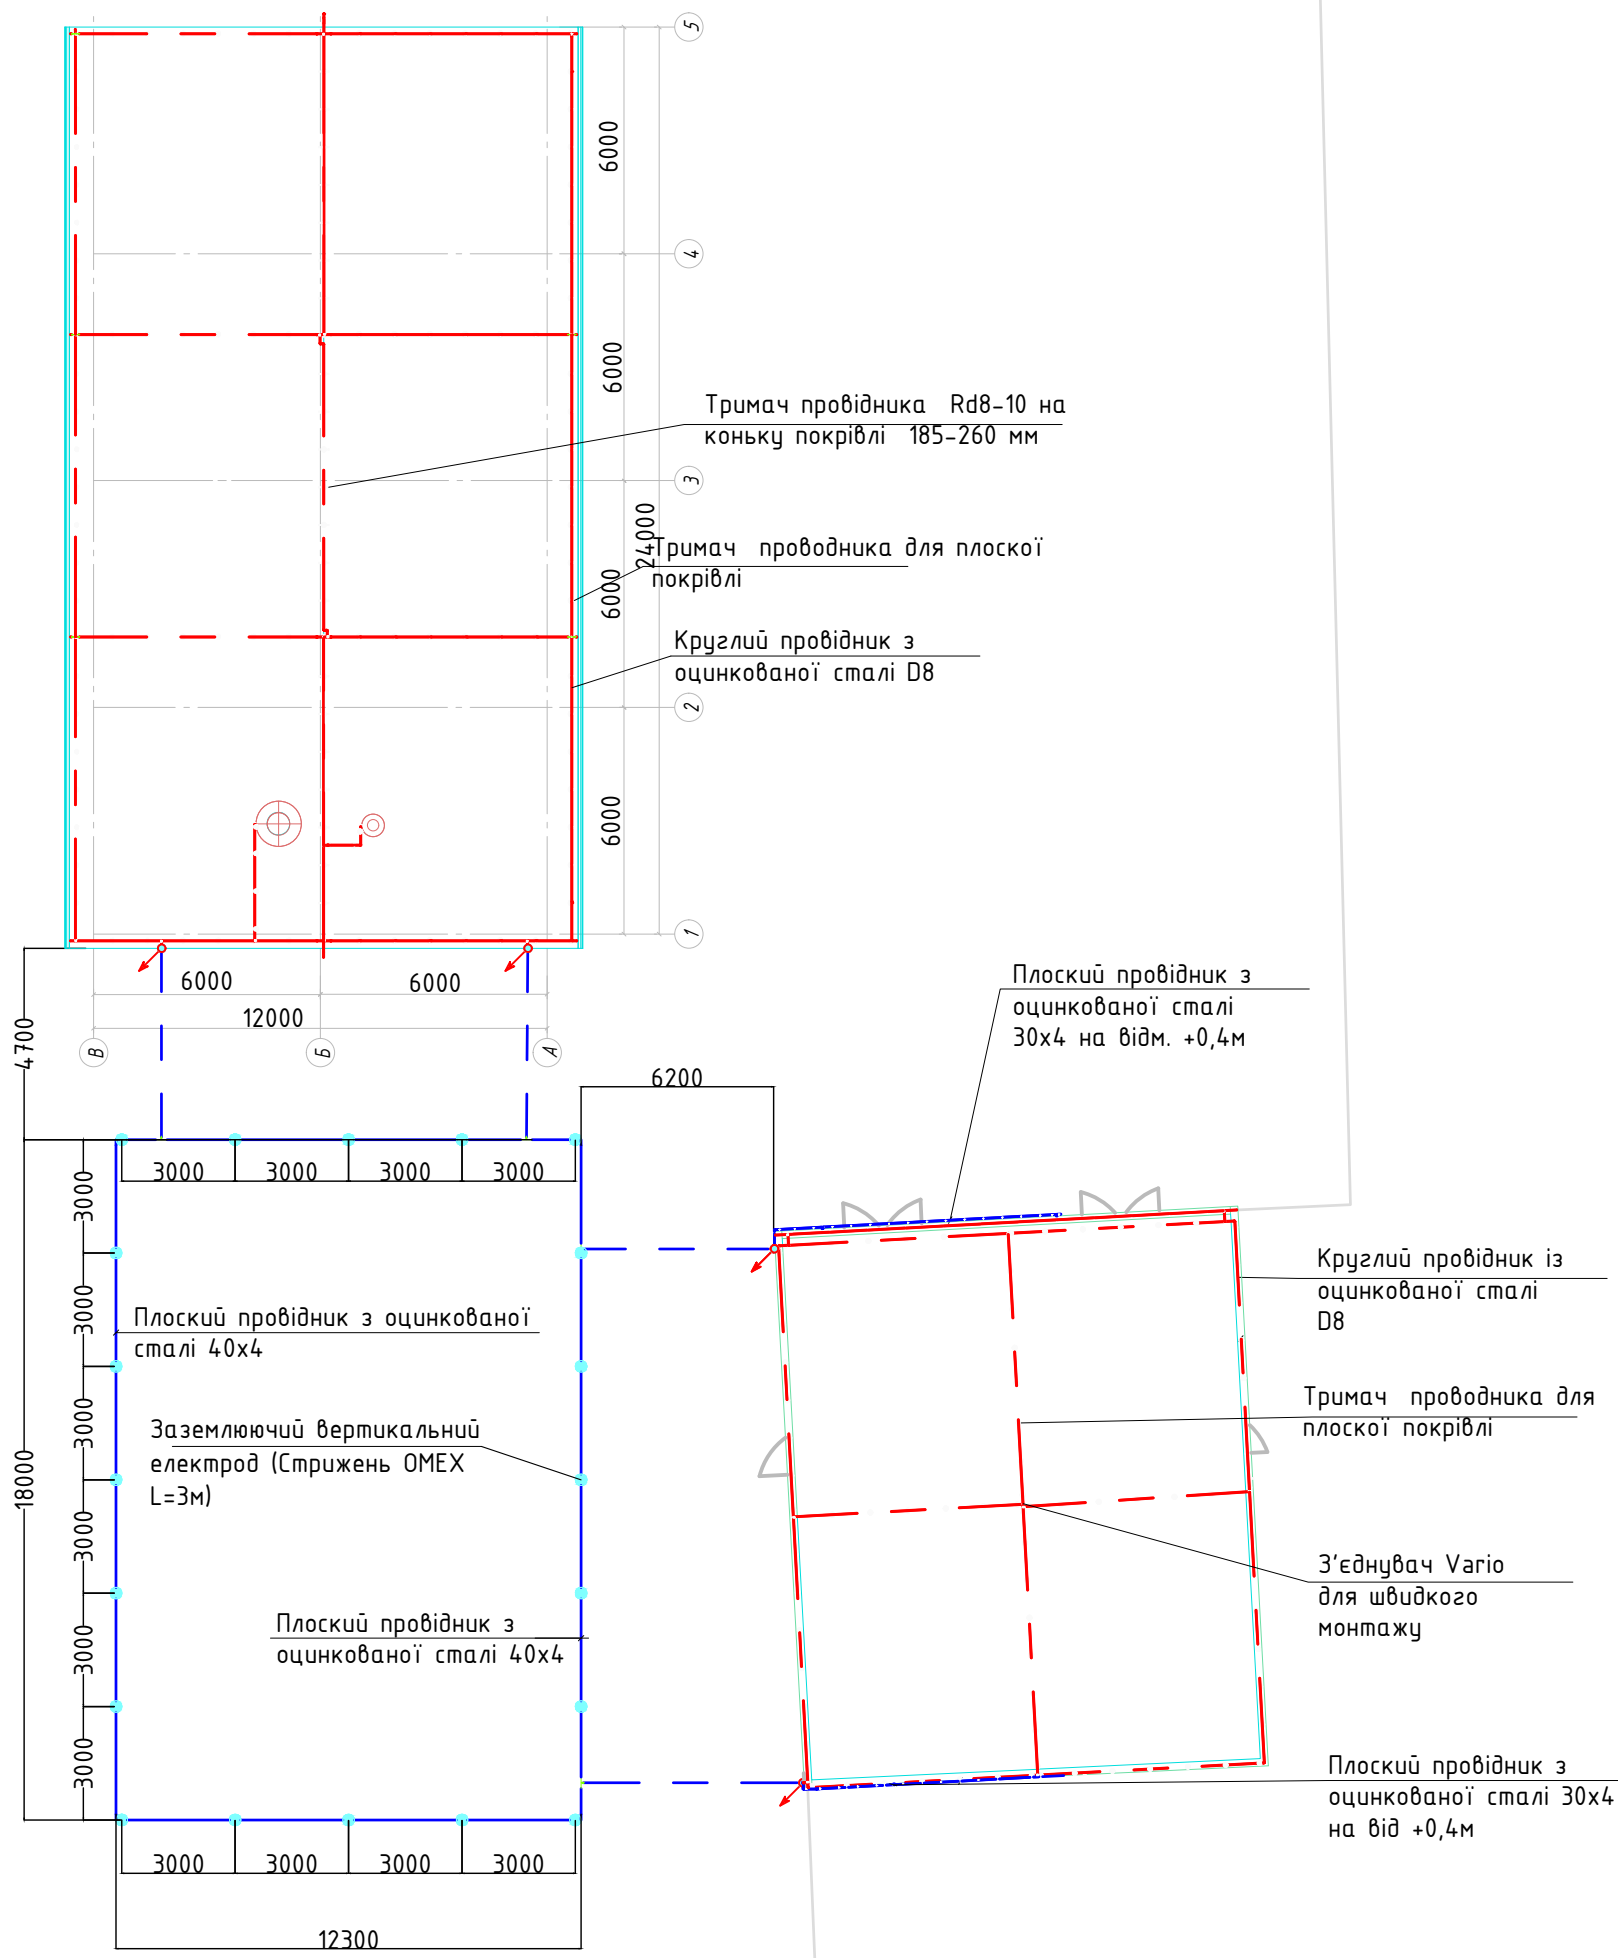 5
6000
4
6000
Тримач провідника Rd8-10 на
коньку покрівлі 185-260 мм
3
24000
Тримач проводника для плоскої
покрівлі
6000
Круглий провідник з
оцинкованої сталі D8
2
6000
1
6000
6000
12000
В
Б
А
4700
Плоский провідник з
оцинкованої сталі
30х4 на відм. +0,4м
6200
3000
3000
3000
3000
3000
3000
3000
3000
3000
3000
18000
Плоский провідник з оцинкованої
сталі 40х4
Заземлюючий вертикальний
електрод (Стрижень OMEX
L=3м)
Плоский провідник з
оцинкованої сталі 40х4
Круглий провідник із
оцинкованої сталі
D8
Тримач проводника для
плоскої покрівлі
З'єднувач Vario
для швидкого
монтажу
Плоский провідник з
оцинкованої сталі 30х4
на від +0,4м
3000
3000
3000
3000
12300